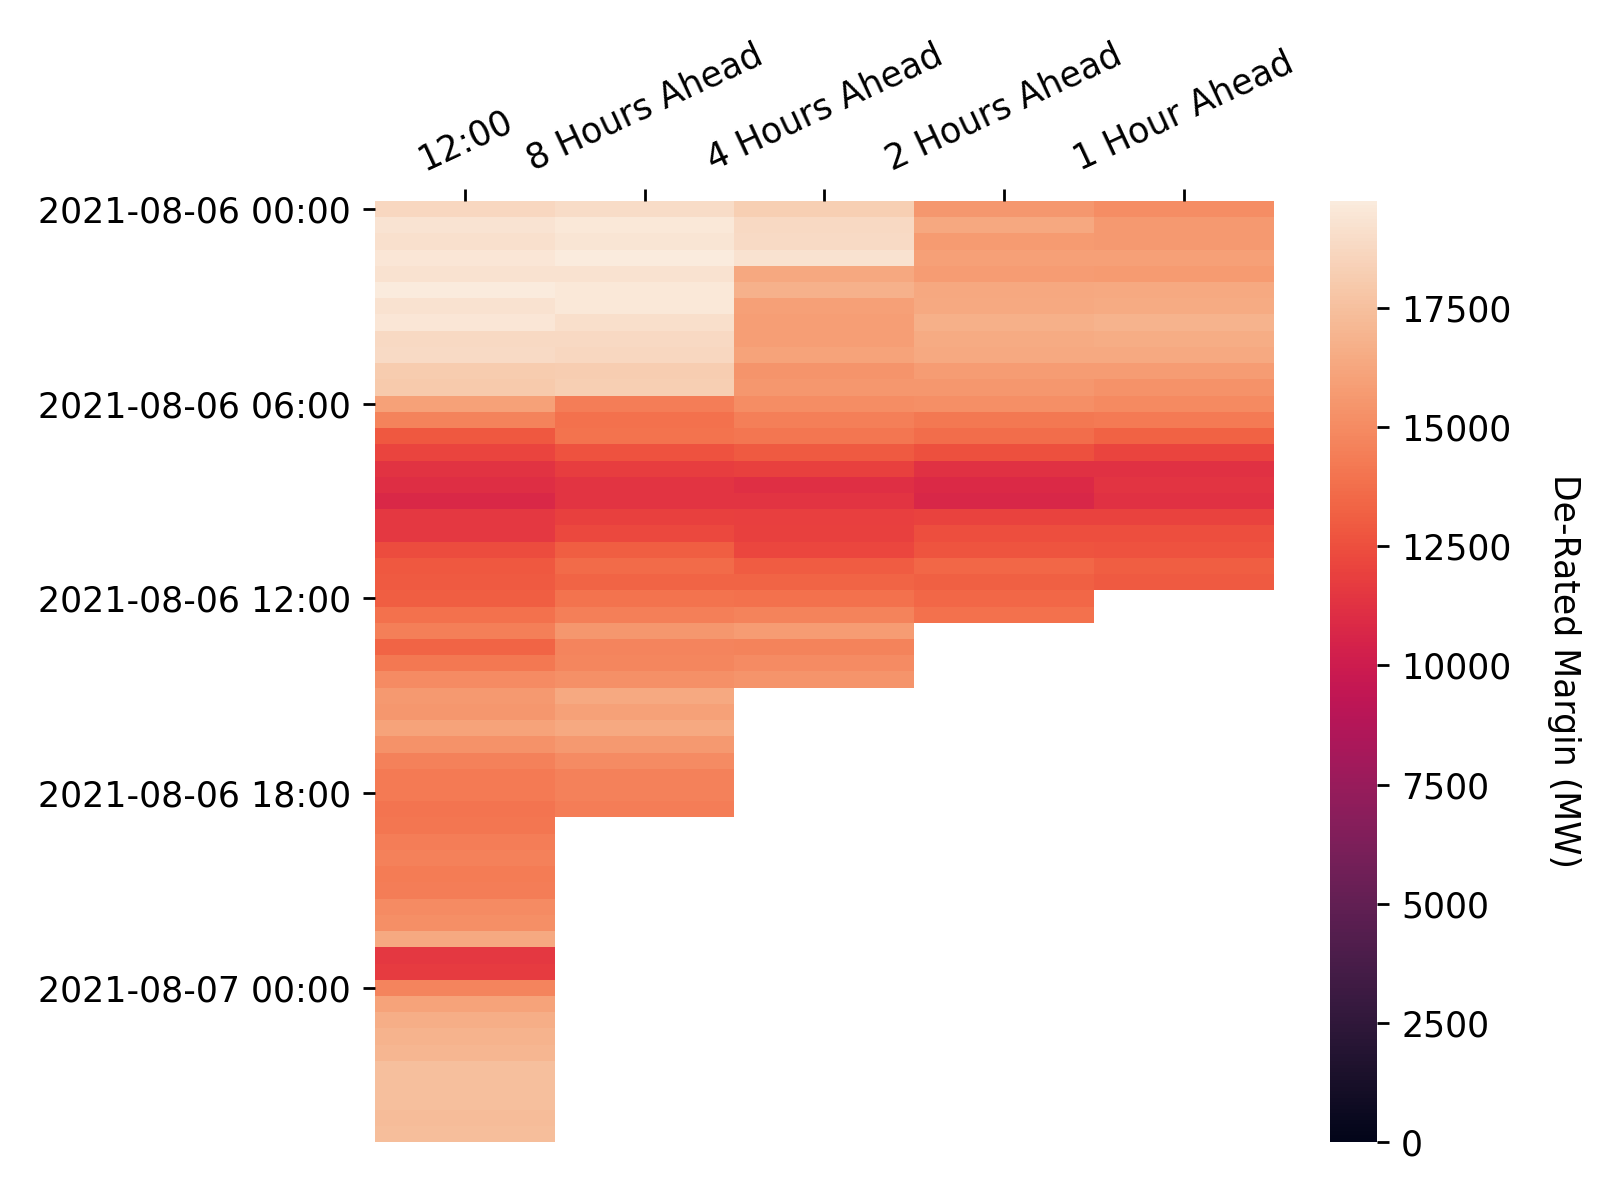 12:00
8 Hours Ahead
4 Hours Ahead
2 Hours Ahead
1 Hour Ahead
2021-08-06 00:00
2021-08-06 06:00
2021-08-06 12:00
2021-08-06 18:00
2021-08-07 00:00
17500
15000
12500
10000
7500
5000
2500
0
De-Rated Margin (MW)